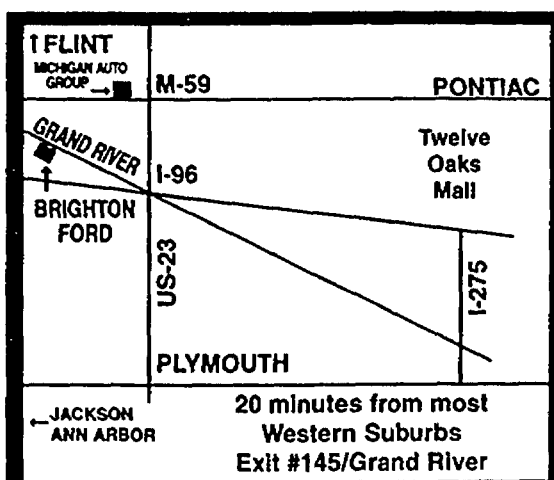 ↑FLINT
MICHIGAN AUTO
GROUP→
M-59
PONTIAC
GRAND RIVER
Twelve
Oaks
Mall
I-96
BRIGHTON
FORD
US-23
I-275
PLYMOUTH
←JACKSON
ANN ARBOR
20 minutes from most
Western Suburbs
Exit #145/Grand River